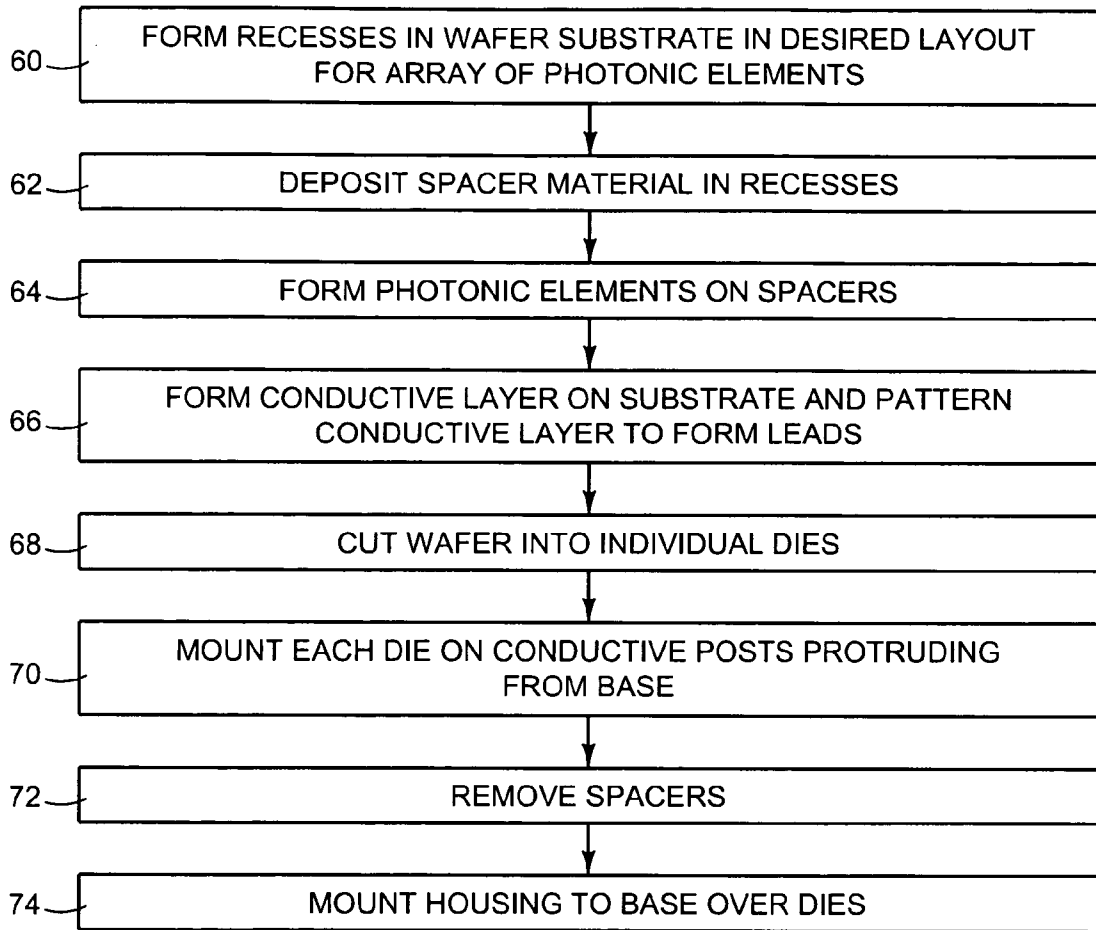 60
FORM RECESSES IN WAFER SUBSTRATE IN DESIRED LAYOUT
FOR ARRAY OF PHOTONIC ELEMENTS
62
DEPOSIT SPACER MATERIAL IN RECESSES
64
FORM PHOTONIC ELEMENTS ON SPACERS
66
FORM CONDUCTIVE LAYER ON SUBSTRATE AND PATTERN
CONDUCTIVE LAYER TO FORM LEADS
68
CUT WAFER INTO INDIVIDUAL DIES
70
MOUNT EACH DIE ON CONDUCTIVE POSTS PROTRUDING
FROM BASE
72
REMOVE SPACERS
74
MOUNT HOUSING TO BASE OVER DIES